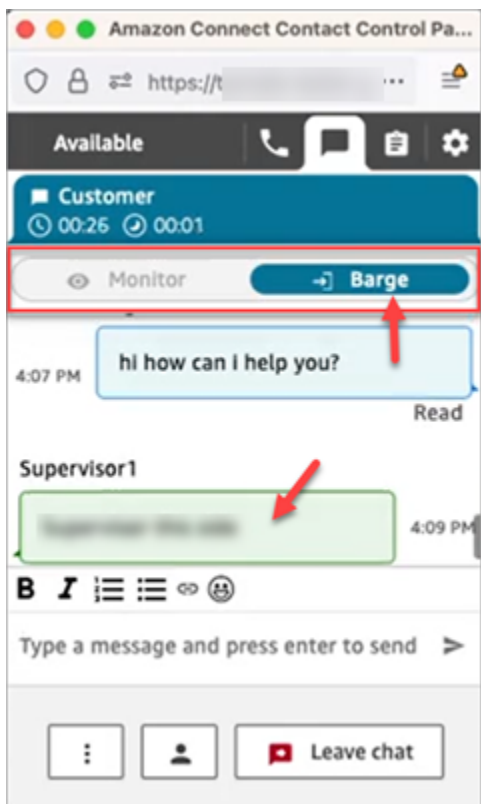 Amazon Connect Contact Control Pa...
https://t ...
Available
Customer
00:26 00:01
Monitor Barge
hi how can i help you?
4:07 PM
Read
Supervisor1
4:09 PM
B I
Type a message and press enter to send
Leave chat